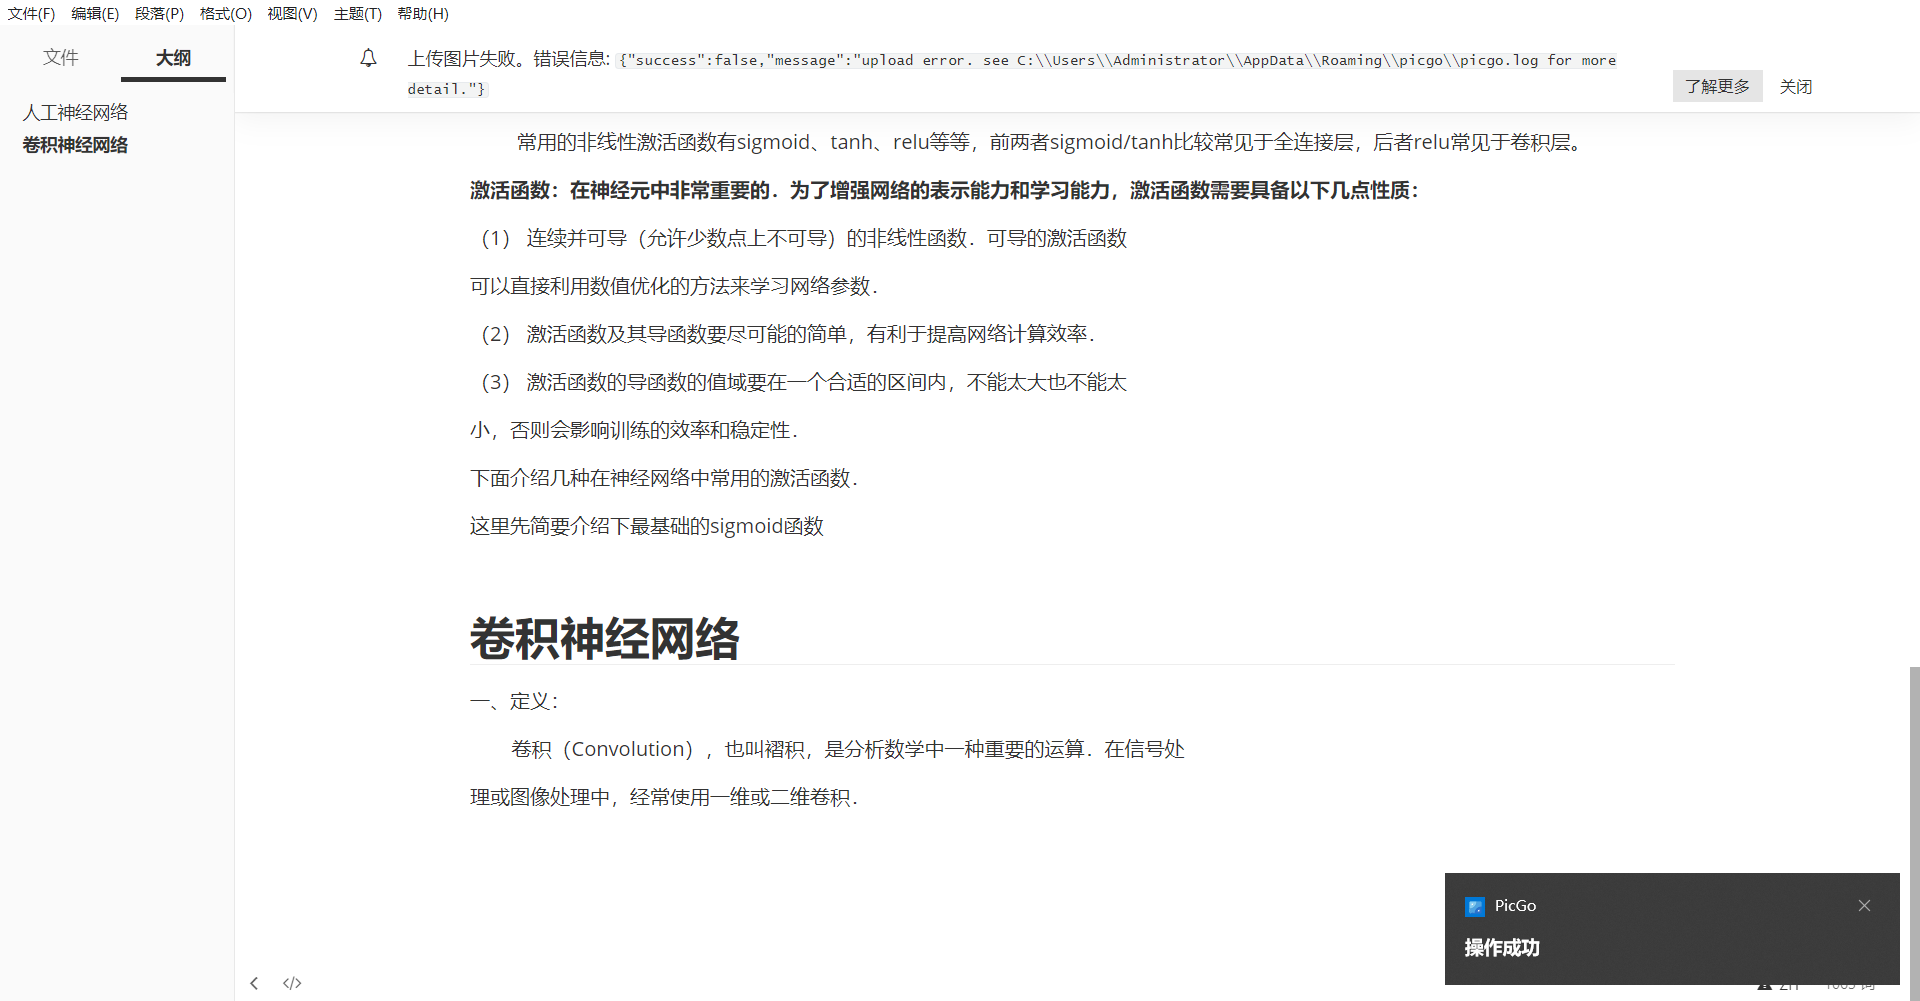 文件(F) 编辑(E) 段落(P) 格式(O) 视图(V) 主题(T) 帮助(H)
文件 大纲
人工神经网络
卷积神经网络
上传图片失败。错误信息: {"success":false,"message":"upload error. see C:\\Users\\Administrator\\AppData\\Roaming\\picgo\\picgo.log for more
detail."}
了解更多 关闭
常用的非线性激活函数有sigmoid、tanh、relu等等，前两者sigmoid/tanh比较常见于全连接层，后者relu常见于卷积层。
激活函数：在神经元中非常重要的．为了增强网络的表示能力和学习能力，激活函数需要具备以下几点性质：
（1） 连续并可导（允许少数点上不可导）的非线性函数．可导的激活函数
可以直接利用数值优化的方法来学习网络参数．
（2） 激活函数及其导函数要尽可能的简单，有利于提高网络计算效率．
（3） 激活函数的导函数的值域要在一个合适的区间内，不能太大也不能太
小，否则会影响训练的效率和稳定性．
下面介绍几种在神经网络中常用的激活函数．
这里先简要介绍下最基础的sigmoid函数
卷积神经网络
一、定义：
卷积（Convolution），也叫褶积，是分析数学中一种重要的运算．在信号处
理或图像处理中，经常使用一维或二维卷积．
PicGo
操作成功